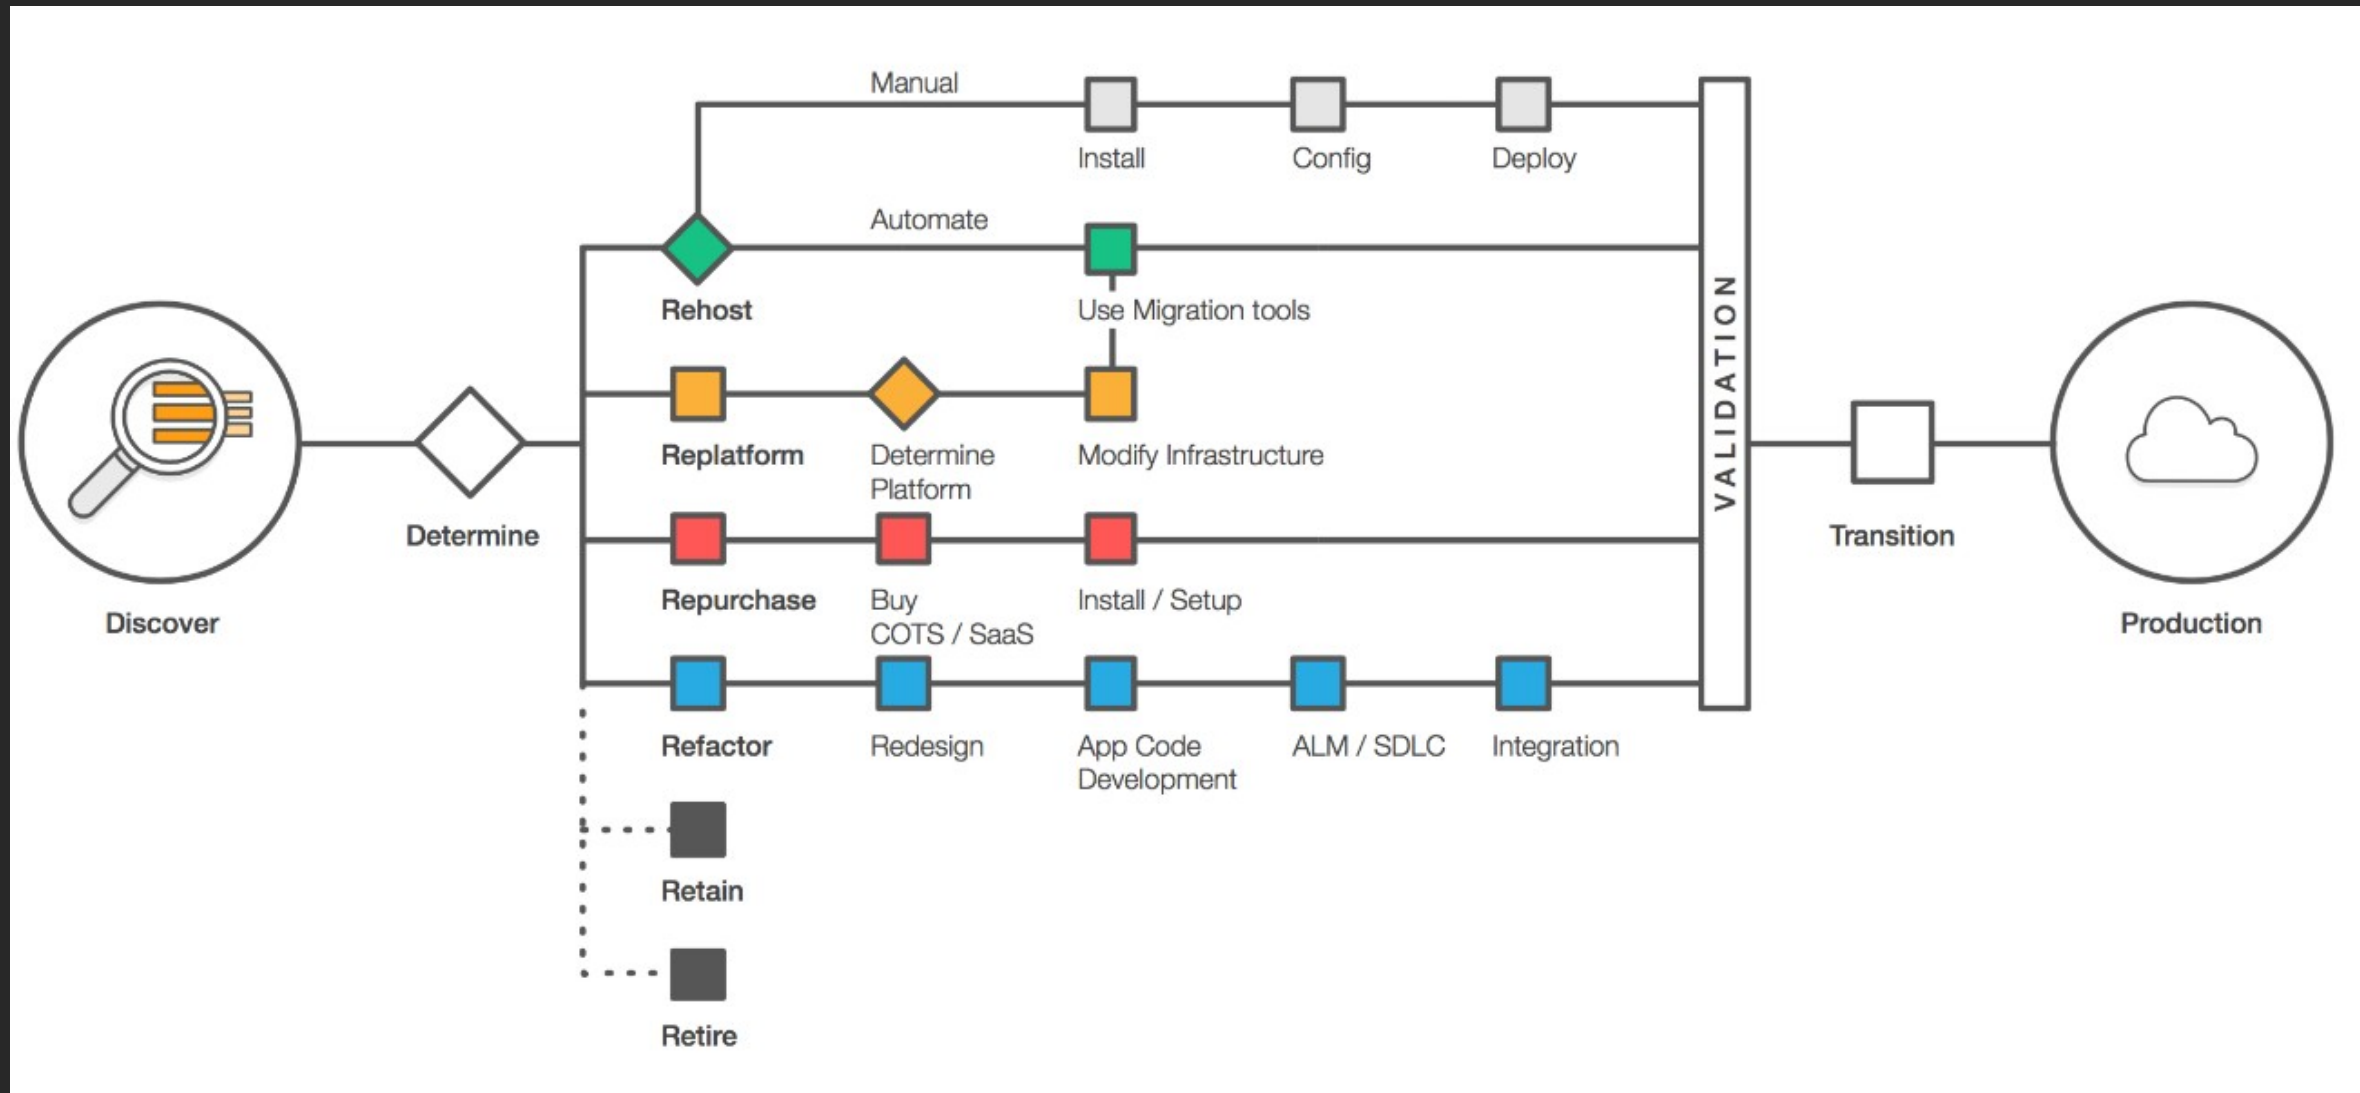 Manual
Install
Config
Deploy
Automate
Rehost
Use Migration tools
Replatform
Determine
Platform
Modify Infrastructure
Determine
Discover
Repurchase
Buy
COTS / SaaS
Install / Setup
Refactor
Redesign
App Code
Development
ALM / SDLC
Integration
Retain
Retire
VALIDATION
Transition
Production